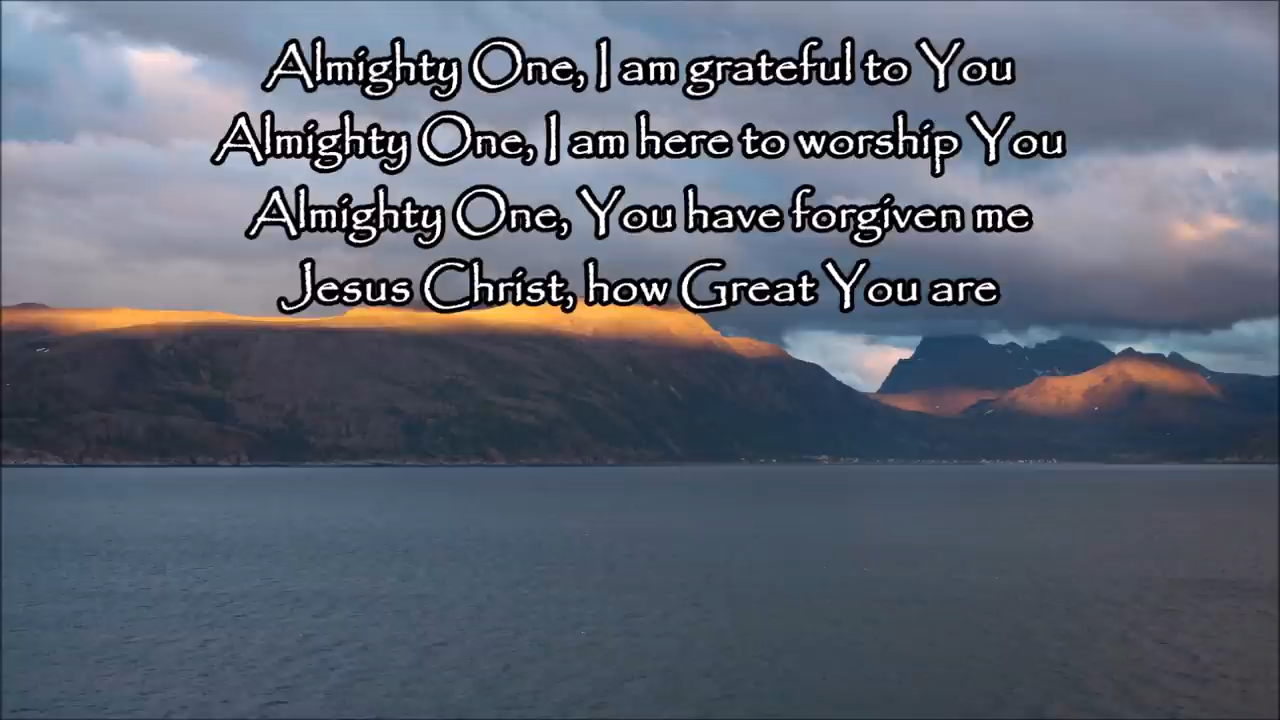 Almighty One, I am grateful to You
Almighty One, I am here to worship You
Almighty One, You have forgiven me
Jesus Christ, how Great You are